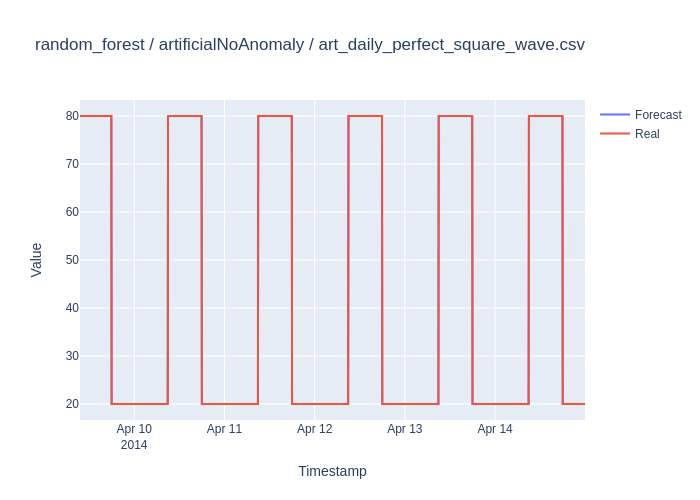 random_forest / artificialNoAnomaly / art_daily_perfect_square_wave.csv
Forecast
Real
80
70
60
50
40
30
20
Value
Apr 10
2014
Apr 11
Apr 12
Apr 13
Apr 14
Timestamp